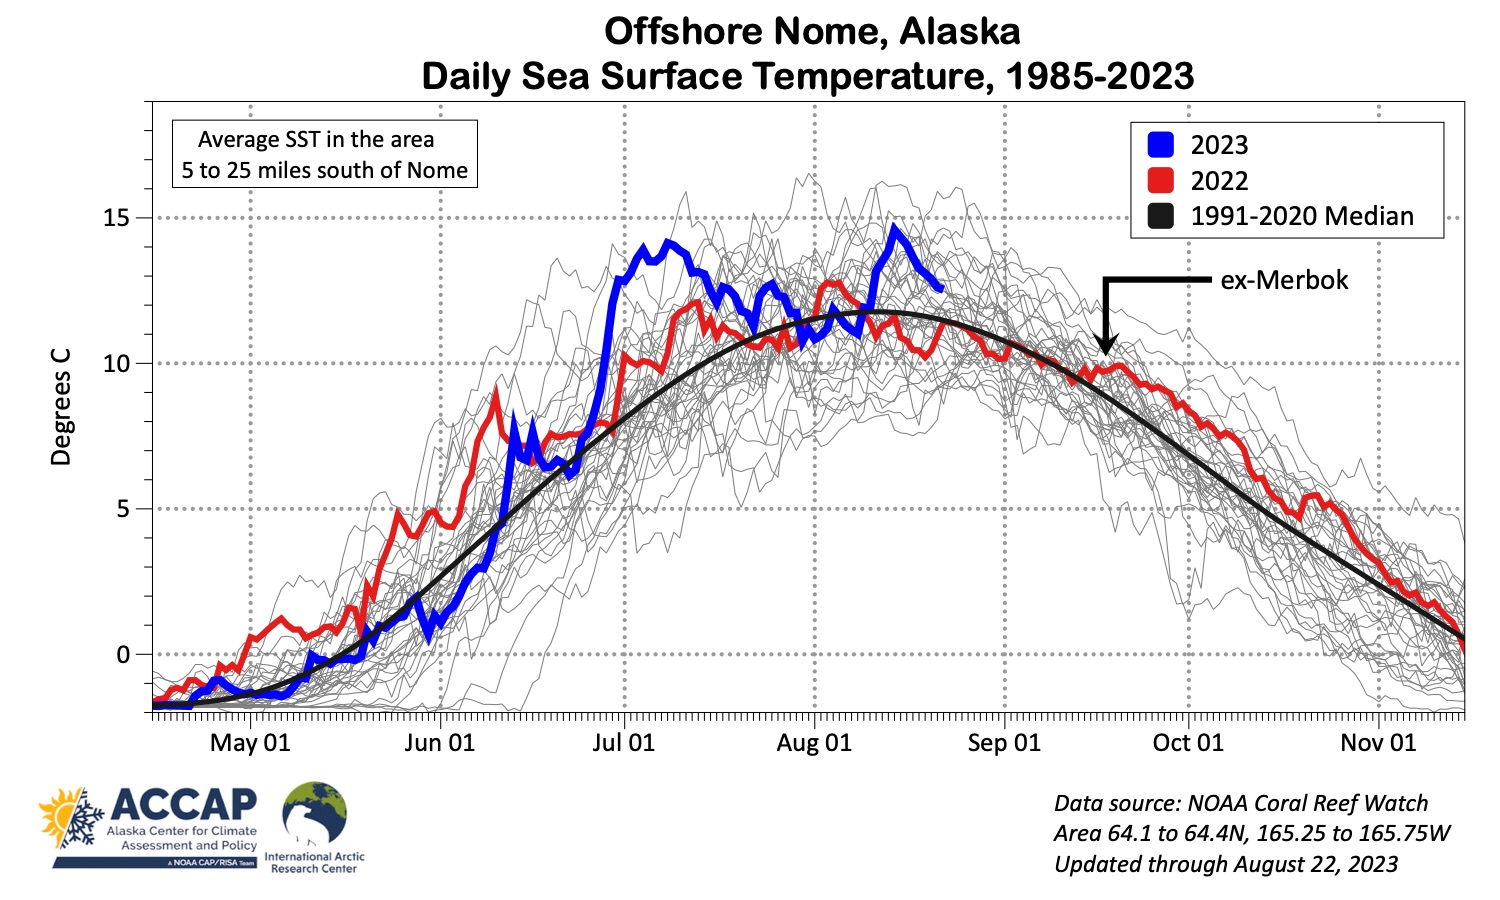 Offshore Nome, Alaska
Daily Sea Surface Temperature, 1985-2023
Average SST in the area
5 to 25 miles south of Nome
2023
2022
1991-2020 Median
ex-Merbok
Degrees C
15
10
5
0
May 01 Jun 01 Jul 01 Aug 01 Sep 01 Oct 01 Nov 01
ACCAP
Alaska Center for Climate
Assessment and Policy
A NOAA CAP/RISA Team
International Arctic
Research Center
Data source: NOAA Coral Reef Watch
Area 64.1 to 64.4N, 165.25 to 165.75W
Updated through August 22, 2023